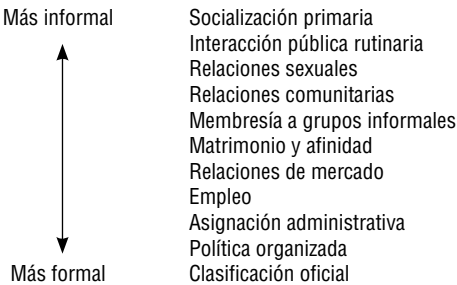 Más informal Socialización primaria
Interacción pública rutinaria
Relaciones sexuales
Relaciones comunitarias
Membresía a grupos informales
Matrimonio y afinidad
Relaciones de mercado
Empleo
Asignación administrativa
Política organizada
Más formal Clasificación oficial